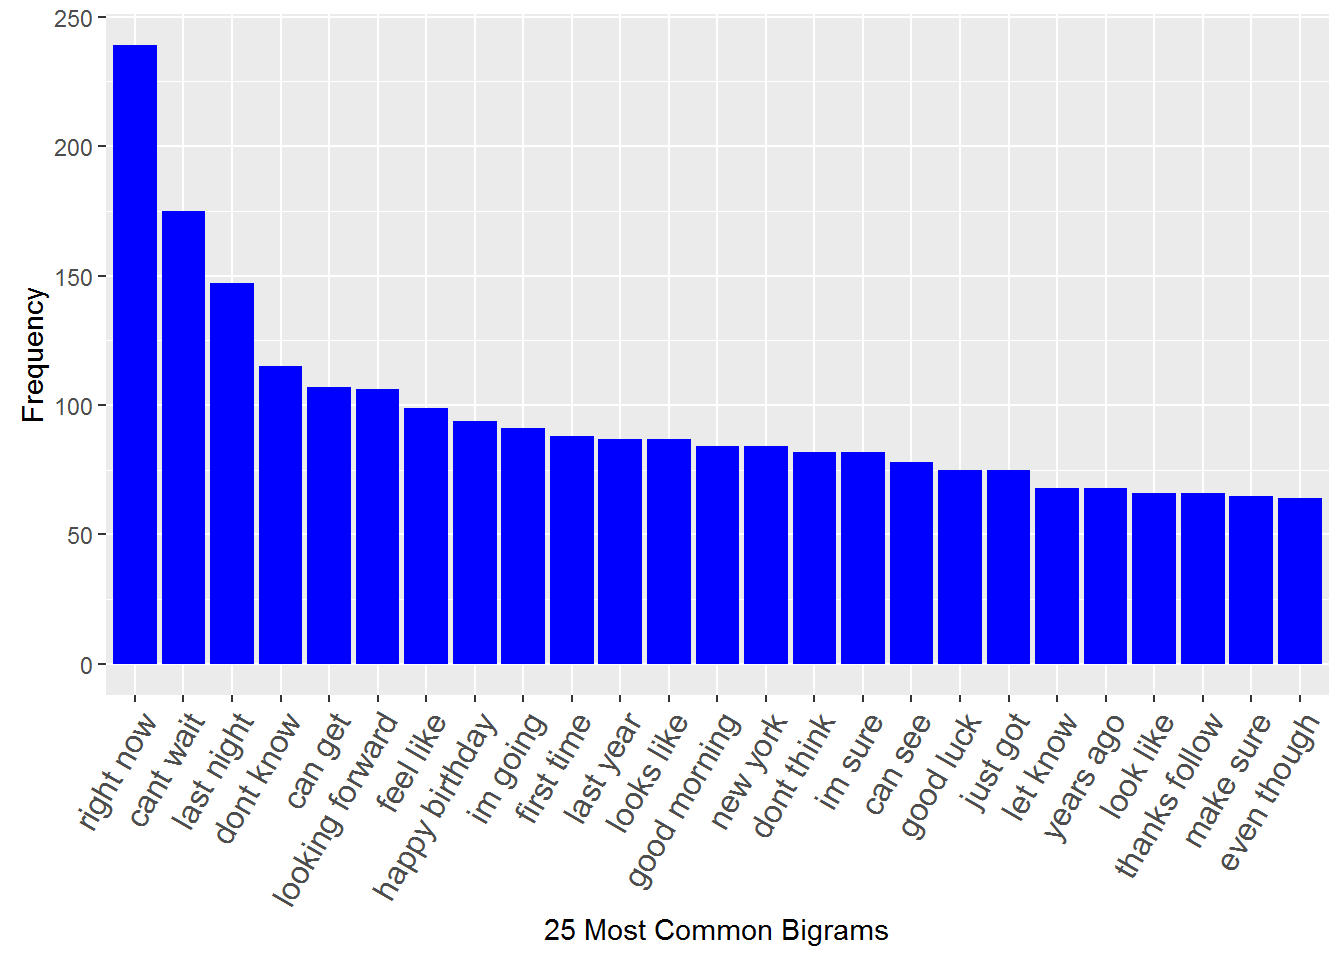 250
200
150
100
50
0
Frequency
right now
cant wait
last night
dont know
can get
looking forward
feel like
happy birthday
im going
first time
last year
looks like
good morning
new york
dont think
im sure
can see
good luck
just got
let know
years ago
look like
thanks follow
make sure
even though
25 Most Common Bigrams